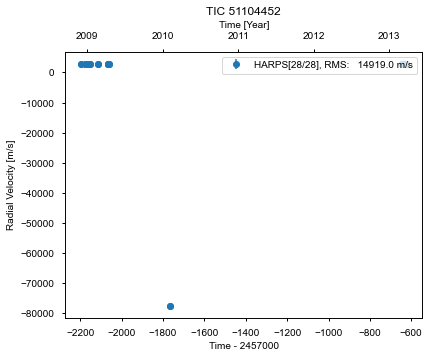 TIC 51104452
Time [Year]
2009 2010 2011 2012 2013
HARPS[28/28], RMS: 14919.0 m/s
Radial Velocity [m/s]
0
−10000
−20000
−30000
−40000
−50000
−60000
−70000
−80000
−2200 −2000 −1800 −1600 −1400 −1200 −1000 −800 −600
Time - 2457000